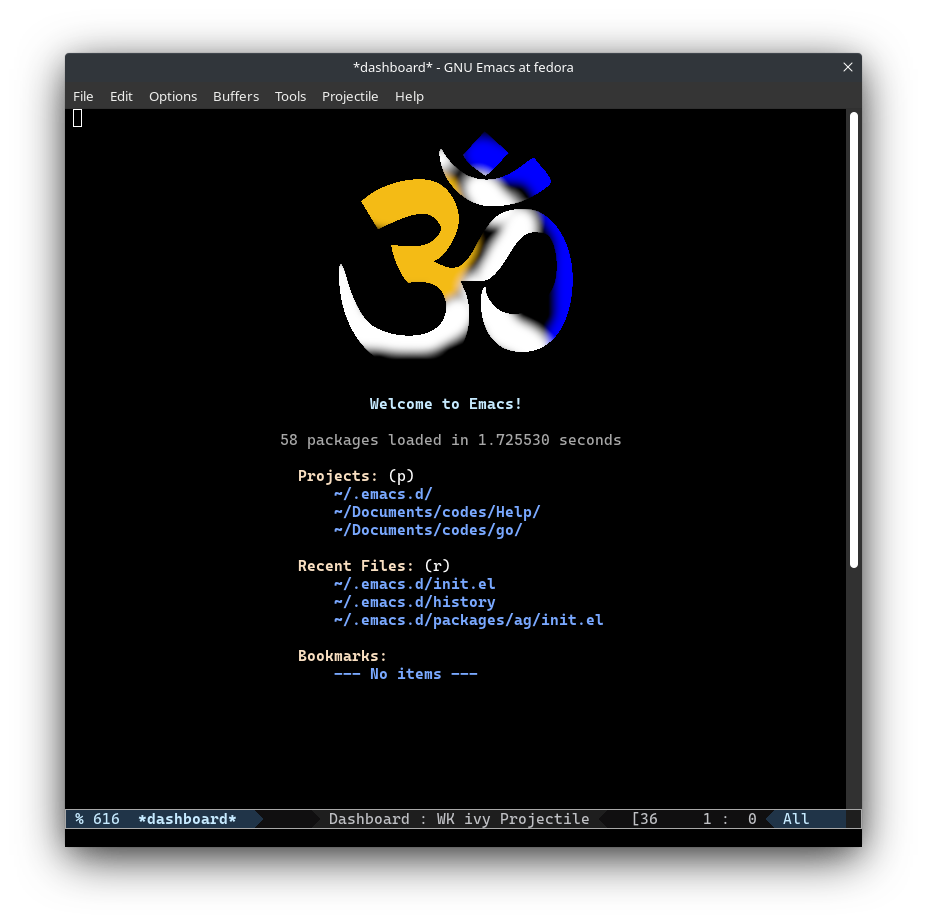 *dashboard* - GNU Emacs at fedora
File Edit Options Buffers Tools Projectile Help
ॐ
Welcome to Emacs!
58 packages loaded in 1.725530 seconds
Projects: (p)
~/.emacs.d/
~/Documents/codes/Help/
~/Documents/codes/go/
Recent Files: (r)
~/.emacs.d/init.el
~/.emacs.d/history
~/.emacs.d/packages/ag/init.el
Bookmarks:
--- No items ---
% 616 *dashboard* Dashboard : WK ivy Projectile [36 1 : 0 All